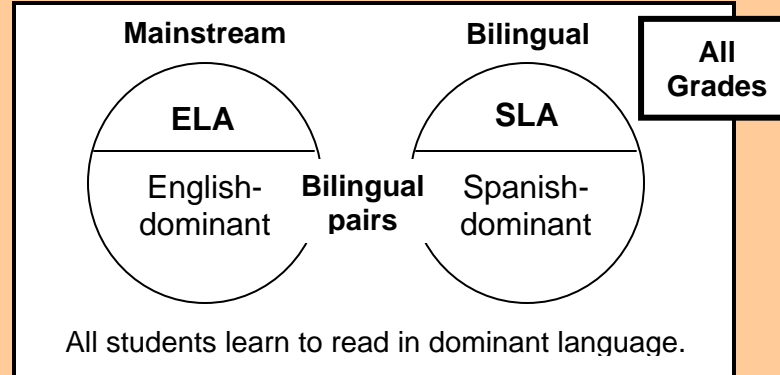 Mainstream
Bilingual
All
Grades
ELA
SLA
English-
dominant
Bilingual
pairs
Spanish-
dominant
All students learn to read in dominant language.